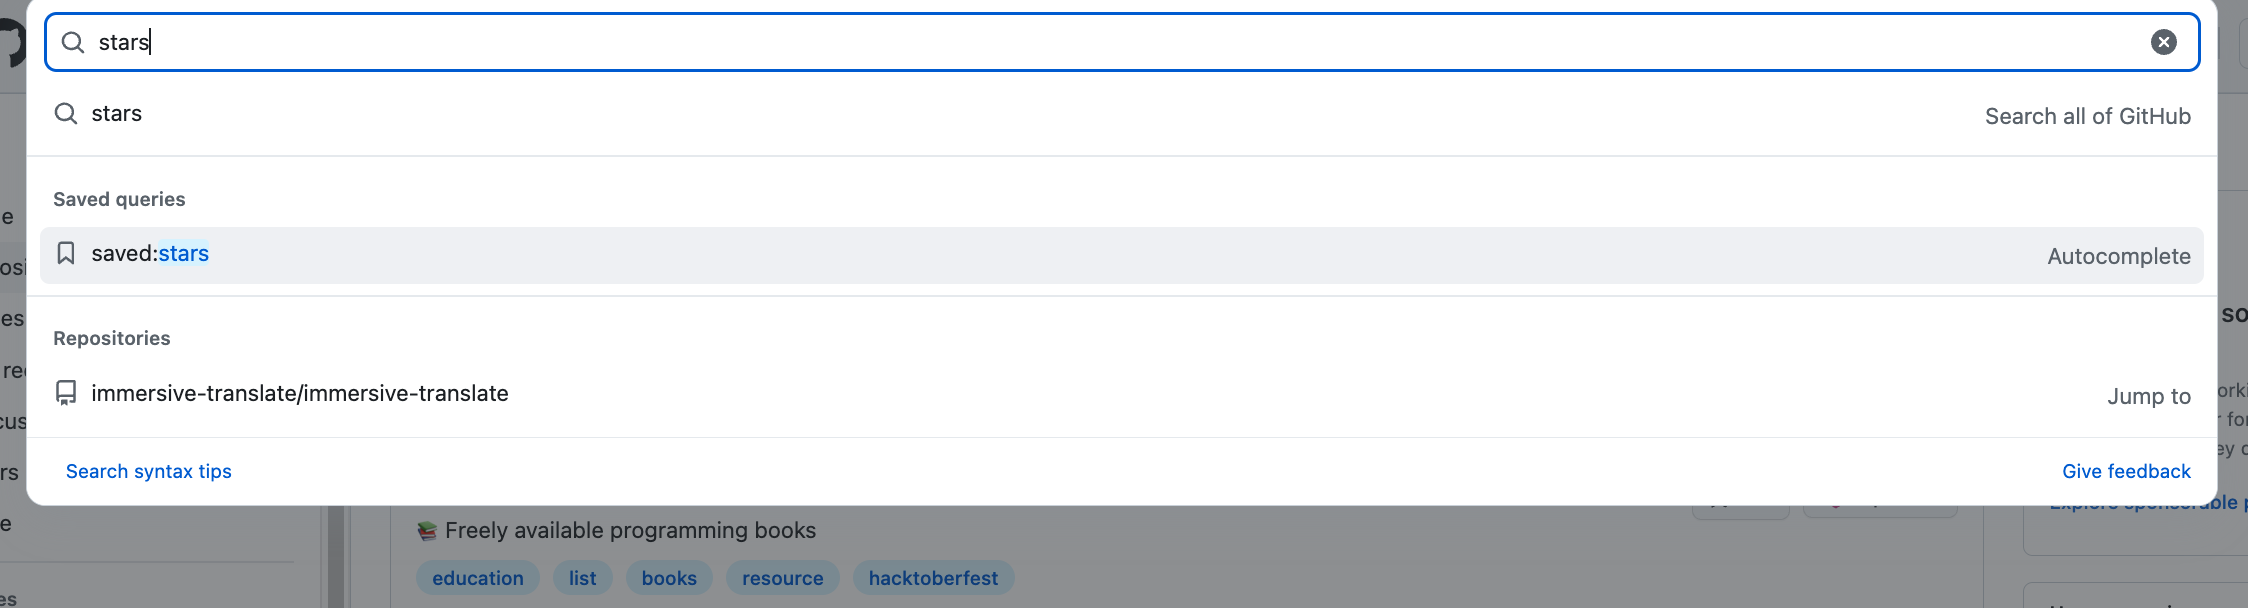 stars
stars
Search all of GitHub
Saved queries
saved:stars
Autocomplete
Repositories
immersive-translate/immersive-translate
Jump to
Search syntax tips
Give feedback
📚 Freely available programming books
education list books resource hacktoberfest